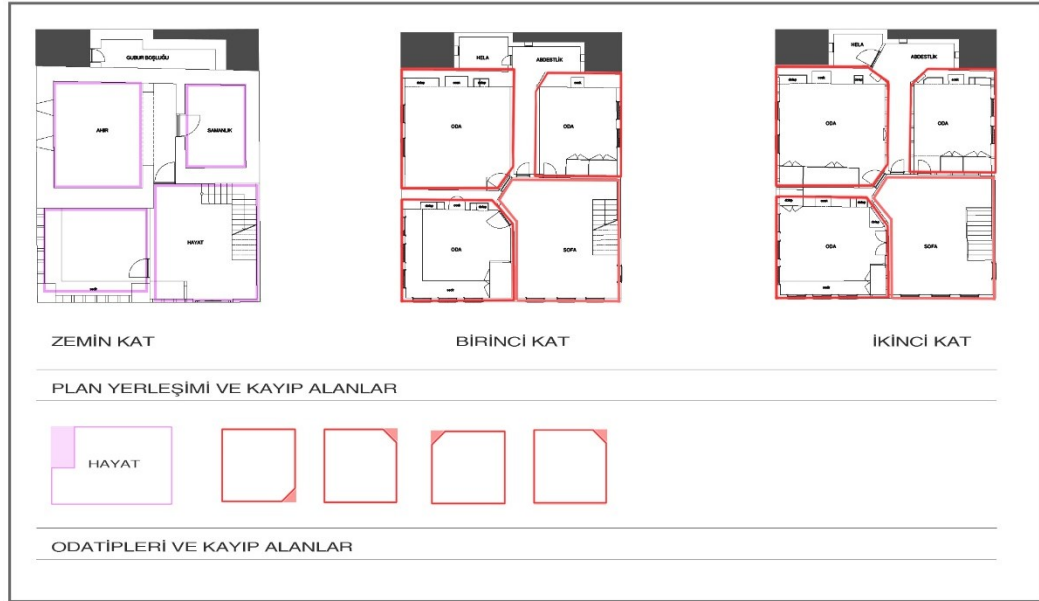 GUBUR BOŞLUĞU
AHIR
SAMANLIK
HAYAT
HELA
ABDESTLİK
ODA
ODA
ODA
SOFA
HELA
ABDESTLİK
ODA
ODA
ODA
SOFA
ZEMİN KAT
BİRİNCİ KAT
İKİNCİ KAT
PLAN YERLEŞİMİ VE KAYIP ALANLAR
HAYAT
ODATİPLERİ VE KAYIP ALANLAR